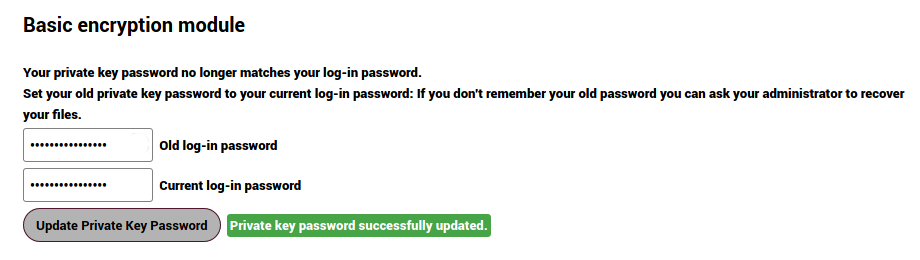 Basic encryption module
Your private key password no longer matches your log-in password.
Set your old private key password to your current log-in password: If you don't remember your old password you can ask your administrator to recover
your files.
•••••••••••••••• Old log-in password
•••••••••••••••• Current log-in password
Update Private Key Password Private key password successfully updated.